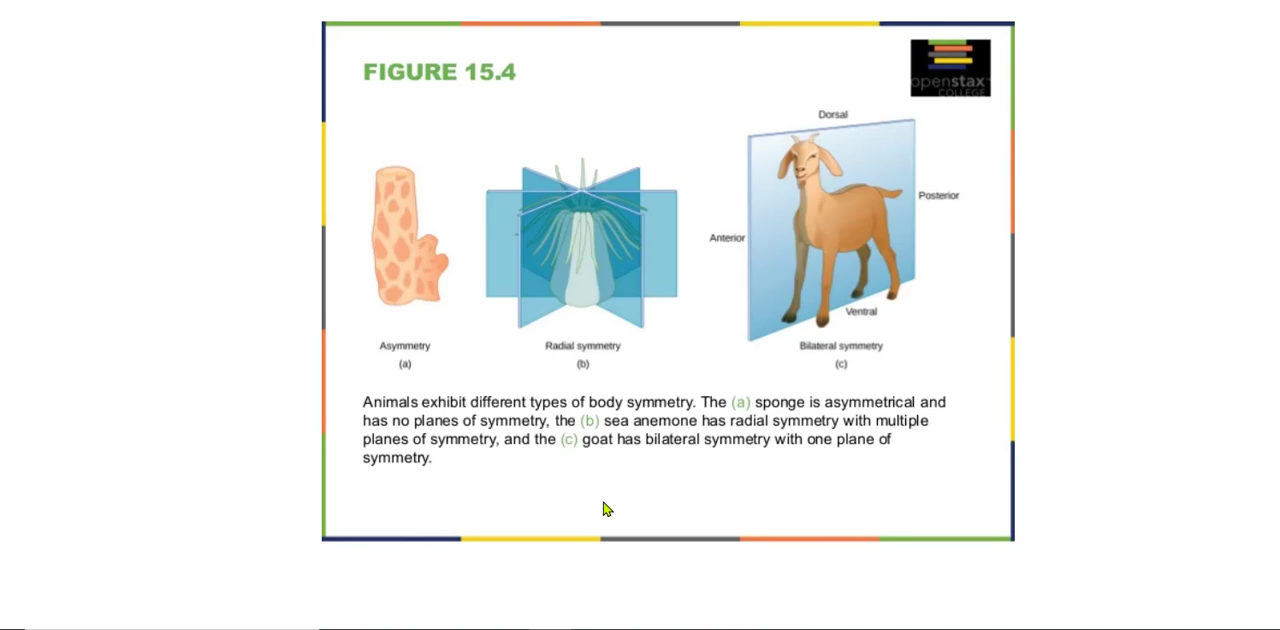 FIGURE 15.4
openstax
COLLEGE
Dorsal
Posterior
Anterior
Ventral
Asymmetry
(a)
Radial symmetry
(b)
Bilateral symmetry
(c)
Animals exhibit different types of body symmetry. The (a) sponge is asymmetrical and
has no planes of symmetry, the (b) sea anemone has radial symmetry with multiple
planes of symmetry, and the (c) goat has bilateral symmetry with one plane of
symmetry.